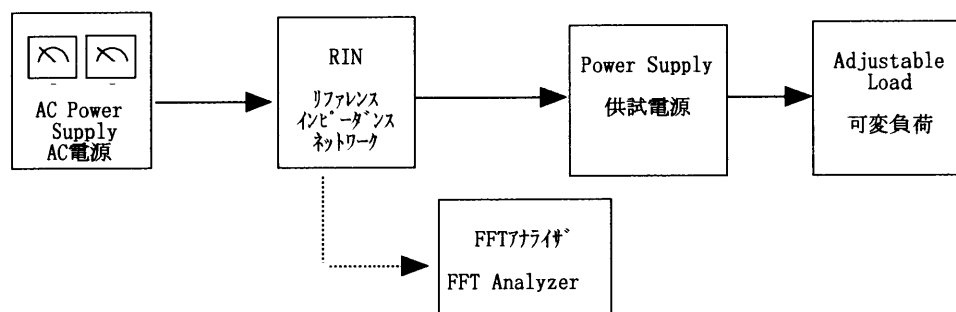 AC Power
Supply
AC電源
RIN
ﾘﾌｧﾚﾝｽ
ｲﾝﾋﾟｰﾀﾞﾝｽ
ﾈｯﾄﾜｰｸ
Power Supply
供試電源
Adjustable
Load
可変負荷
FFTｱﾅﾗｲｻﾞ
FFT Analyzer